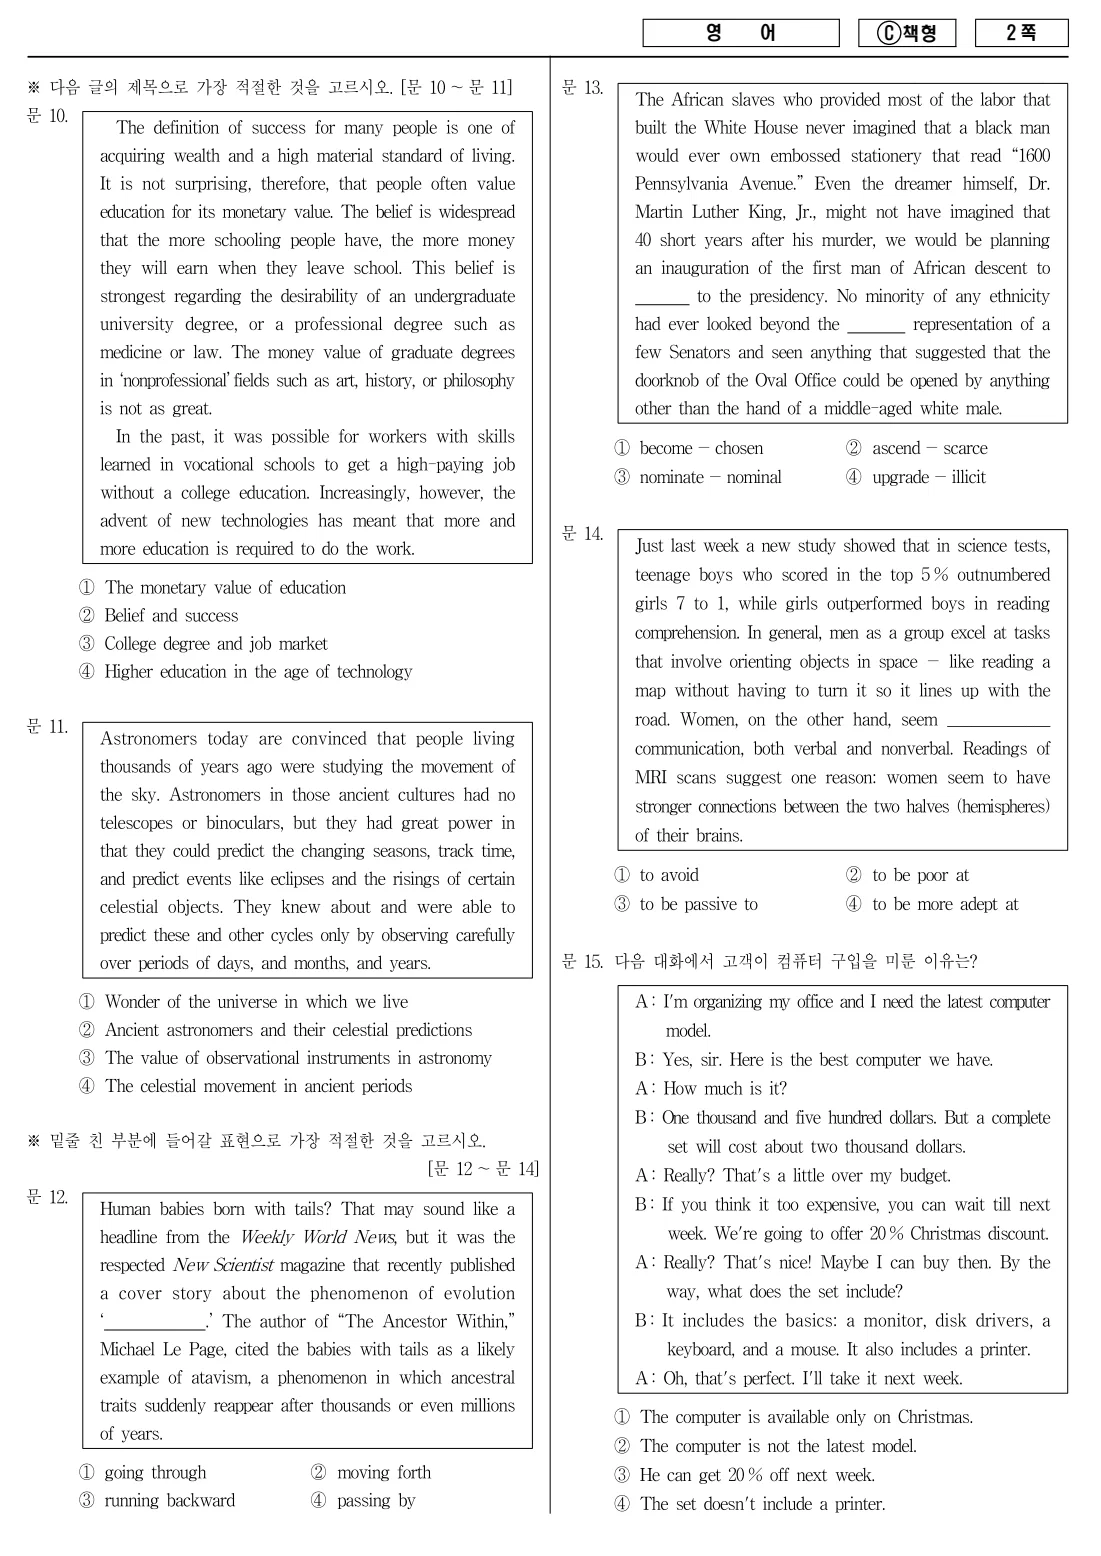 영 어
Ⓒ책형
2쪽
※ 다음 글의 제목으로 가장 적절한 것을 고르시오. [문 10 ~ 문 11]
문 10.
The definition of success for many people is one of
acquiring wealth and a high material standard of living.
It is not surprising, therefore, that people often value
education for its monetary value. The belief is widespread
that the more schooling people have, the more money
they will earn when they leave school. This belief is
strongest regarding the desirability of an undergraduate
university degree, or a professional degree such as
medicine or law. The money value of graduate degrees
in ‘nonprofessional’ fields such as art, history, or philosophy
is not as great.
In the past, it was possible for workers with skills
learned in vocational schools to get a high-paying job
without a college education. Increasingly, however, the
advent of new technologies has meant that more and
more education is required to do the work.
① The monetary value of education
② Belief and success
③ College degree and job market
④ Higher education in the age of technology
문 11.
Astronomers today are convinced that people living
thousands of years ago were studying the movement of
the sky. Astronomers in those ancient cultures had no
telescopes or binoculars, but they had great power in
that they could predict the changing seasons, track time,
and predict events like eclipses and the risings of certain
celestial objects. They knew about and were able to
predict these and other cycles only by observing carefully
over periods of days, and months, and years.
① Wonder of the universe in which we live
② Ancient astronomers and their celestial predictions
③ The value of observational instruments in astronomy
④ The celestial movement in ancient periods
※ 밑줄 친 부분에 들어갈 표현으로 가장 적절한 것을 고르시오.
[문 12 ~ 문 14]
문 12.
Human babies born with tails? That may sound like a
headline from the Weekly World News, but it was the
respected New Scientist magazine that recently published
a cover story about the phenomenon of evolution
‘___________.’ The author of “The Ancestor Within,”
Michael Le Page, cited the babies with tails as a likely
example of atavism, a phenomenon in which ancestral
traits suddenly reappear after thousands or even millions
of years.
① going through ② moving forth
③ running backward ④ passing by
문 13.
The African slaves who provided most of the labor that
built the White House never imagined that a black man
would ever own embossed stationery that read “1600
Pennsylvania Avenue.” Even the dreamer himself, Dr.
Martin Luther King, Jr., might not have imagined that
40 short years after his murder, we would be planning
an inauguration of the first man of African descent to
______ to the presidency. No minority of any ethnicity
had ever looked beyond the ______ representation of a
few Senators and seen anything that suggested that the
doorknob of the Oval Office could be opened by anything
other than the hand of a middle-aged white male.
① become - chosen ② ascend - scarce
③ nominate - nominal ④ upgrade - illicit
문 14.
Just last week a new study showed that in science tests,
teenage boys who scored in the top 5% outnumbered
girls 7 to 1, while girls outperformed boys in reading
comprehension. In general, men as a group excel at tasks
that involve orienting objects in space - like reading a
map without having to turn it so it lines up with the
road. Women, on the other hand, seem ___________
communication, both verbal and nonverbal. Readings of
MRI scans suggest one reason: women seem to have
stronger connections between the two halves (hemispheres)
of their brains.
① to avoid ② to be poor at
③ to be passive to ④ to be more adept at
문 15. 다음 대화에서 고객이 컴퓨터 구입을 미룬 이유는?
A : I'm organizing my office and I need the latest computer
model.
B : Yes, sir. Here is the best computer we have.
A : How much is it?
B : One thousand and five hundred dollars. But a complete
set will cost about two thousand dollars.
A : Really? That's a little over my budget.
B : If you think it too expensive, you can wait till next
week. We're going to offer 20% Christmas discount.
A : Really? That's nice! Maybe I can buy then. By the
way, what does the set include?
B : It includes the basics: a monitor, disk drivers, a
keyboard, and a mouse. It also includes a printer.
A : Oh, that's perfect. I'll take it next week.
① The computer is available only on Christmas.
② The computer is not the latest model.
③ He can get 20% off next week.
④ The set doesn't include a printer.